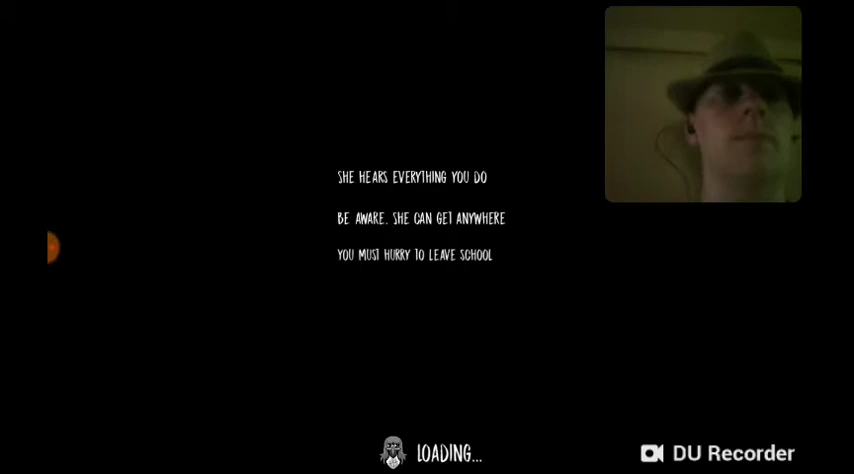 SHE HEARS EVERYTHING YOU DO
BE AWARE. SHE CAN GET ANYWHERE
YOU MUST HURRY TO LEAVE SCHOOL
LOADING...
DU Recorder